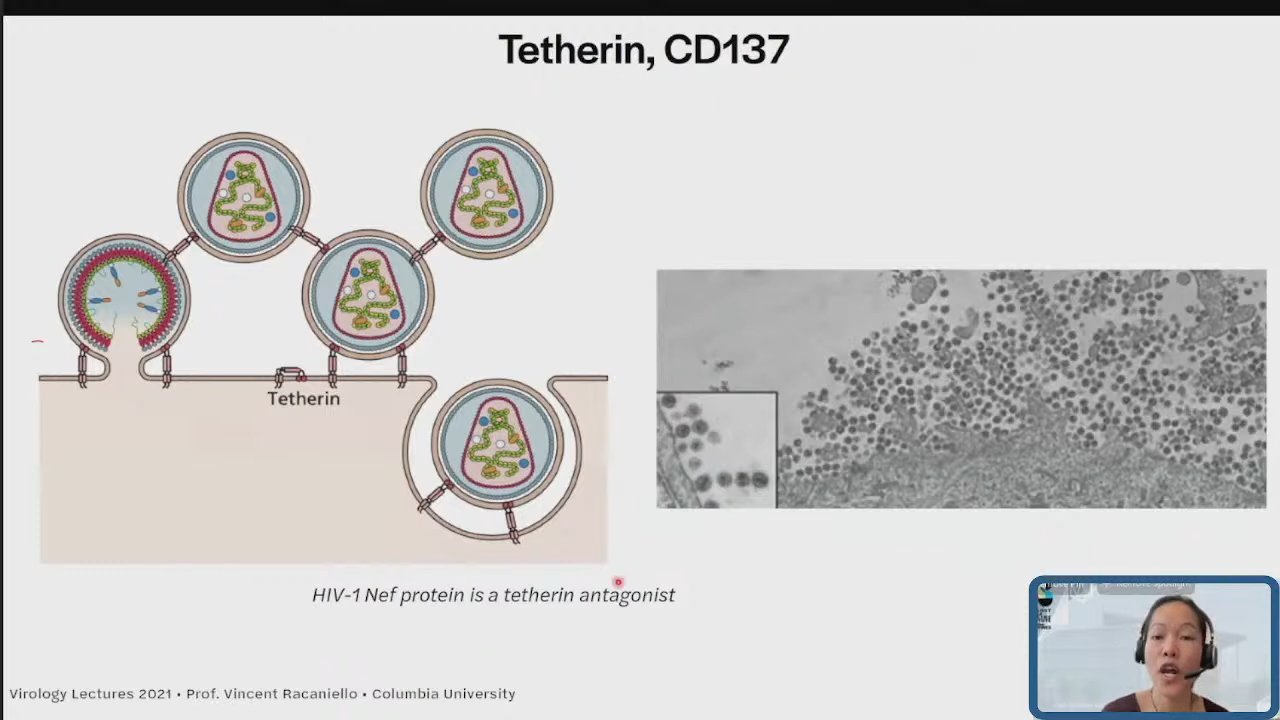 Tetherin, CD137
Tetherin
HIV-1 Nef protein is a tetherin antagonist
Virology Lectures 2021 • Prof. Vincent Racaniello • Columbia University